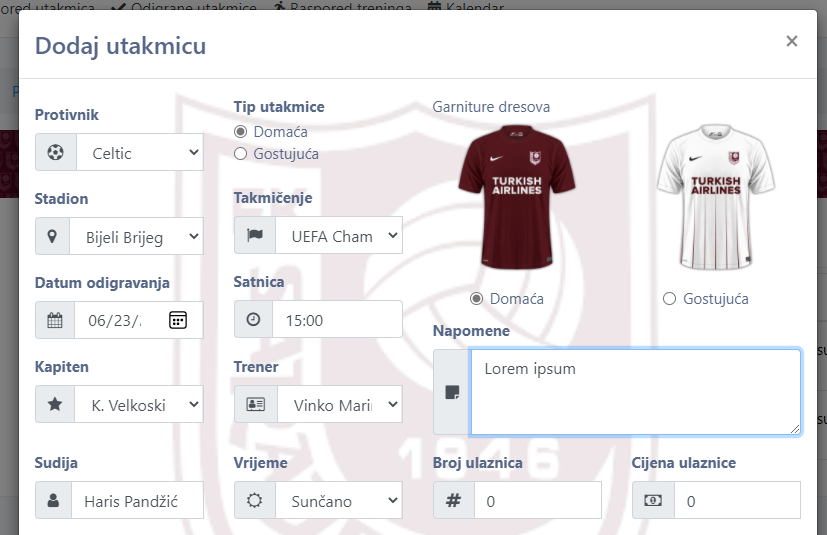 ored utakmica Odigrane utakmice Raspored treninga Kalendar
Dodaj utakmicu
×
Protivnik
Celtic
Tip utakmice
Domaća
Gostujuća
Garniture dresova
TURKISH
AIRLINES
TURKISH
AIRLINES
Domaća
Gostujuća
Stadion
Bijeli Brijeg
Takmičenje
UEFA Cham
Datum odigravanja
06/23/
Satnica
15:00
Napomene
Lorem ipsum
Kapiten
K. Velkoski
Trener
Vinko Mari
1946
Sudija
Haris Pandžić
Vrijeme
Sunčano
Broj ulaznica
# 0
Cijena ulaznice
0